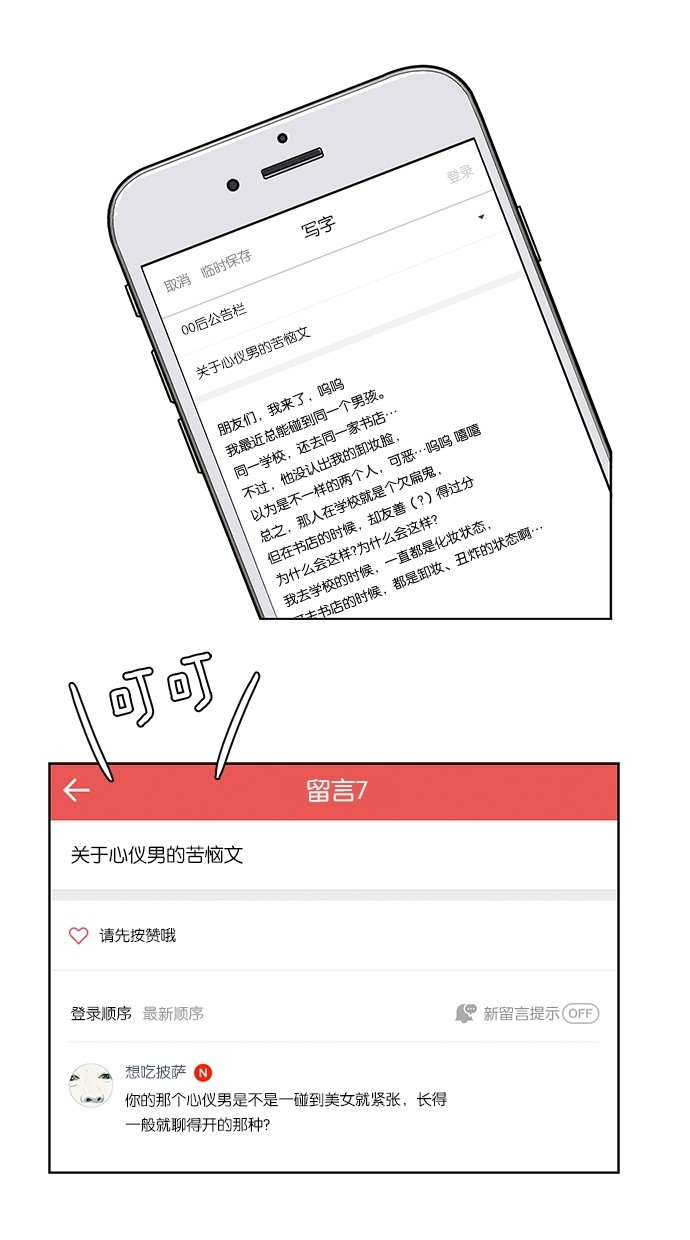 登录
写字
取消 临时保存
00后公告栏
关于心仪男的苦恼文
朋友们，我来了，呜呜
我最近总能碰到同一个男孩。
同一学校，还去同一家书店…
不过，他没认出我的卸妆脸，
以为是不一样的两个人，可恶…呜呜 嘻嘻
总之，那人在学校就是个欠扁鬼，
但在书店的时候，却友善（?）得过分
为什么会这样?为什么会这样?
我去学校的时候，一直都是化妆状态，
去书店的时候，都是卸妆、丑炸的状态啊…
叮叮
留言7
关于心仪男的苦恼文
请先按赞哦
登录顺序 最新顺序 新留言提示 OFF
想吃披萨 N
你的那个心仪男是不是一碰到美女就紧张，长得
一般就聊得开的那种?